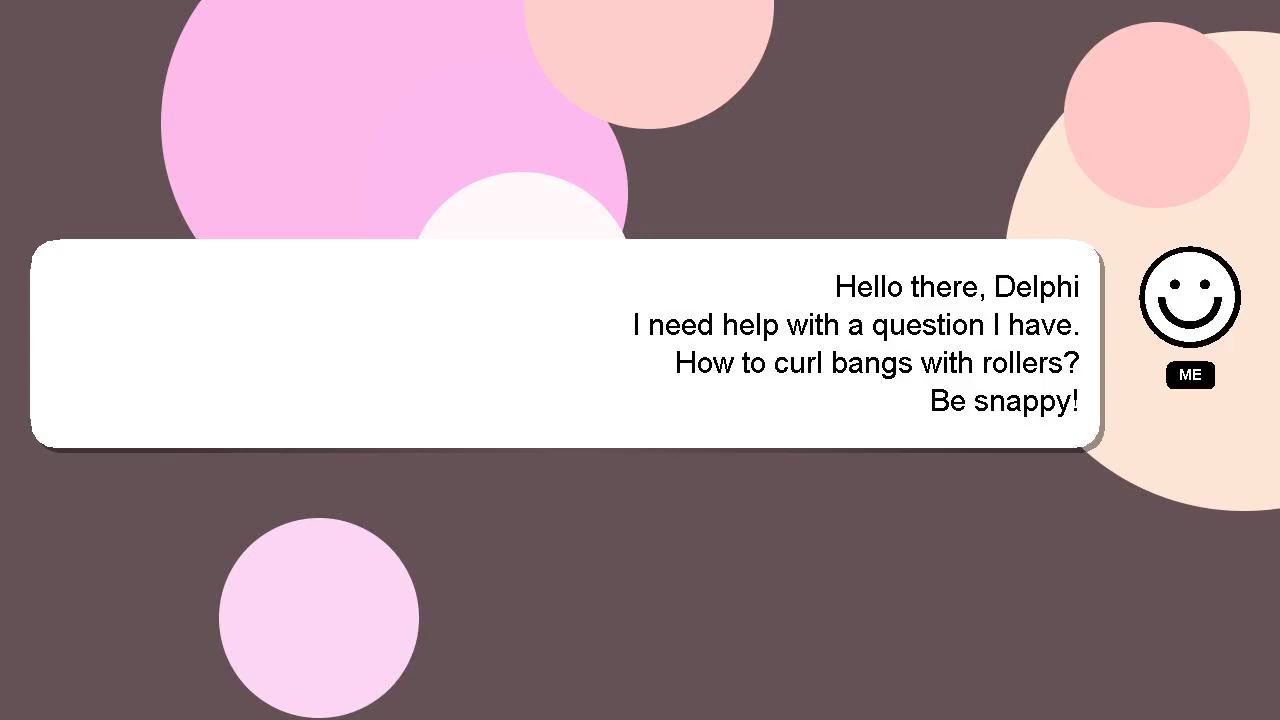 Hello there, Delphi
I need help with a question I have.
How to curl bangs with rollers?
Be snappy!
ME